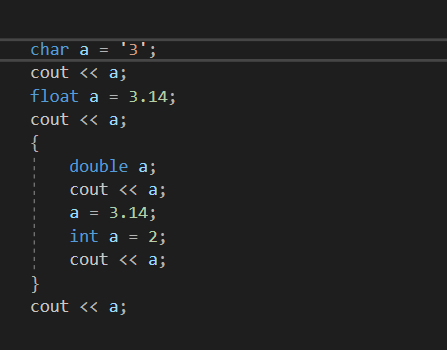 char a = '3';
cout << a;
float a = 3.14;
cout << a;
{
    double a;
    cout << a;
    a = 3.14;
    int a = 2;
    cout << a;
}
cout << a;